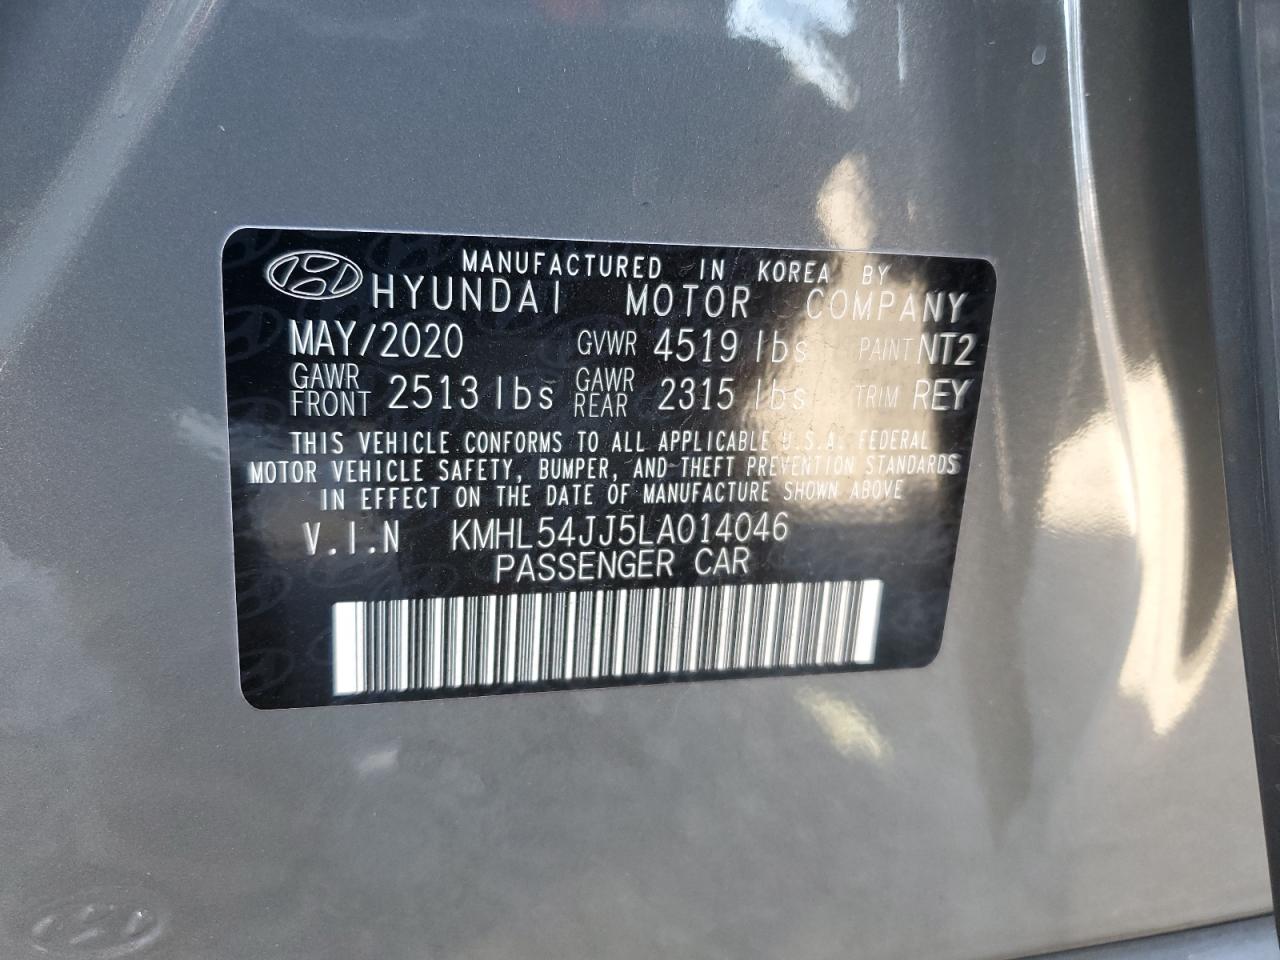 MANUFACTURED IN KOREA BY
HYUNDAI MOTOR COMPANY
MAY/2020 GVWR 4519 lbs PAINT NT2
GAWR FRONT 2513 lbs GAWR REAR 2315 lbs TRIM REY
THIS VEHICLE CONFORMS TO ALL APPLICABLE U.S.A. FEDERAL
MOTOR VEHICLE SAFETY, BUMPER, AND THEFT PREVENTION STANDARDS
IN EFFECT ON THE DATE OF MANUFACTURE SHOWN ABOVE
V.I.N KMHL54JJ5LA014046
PASSENGER CAR